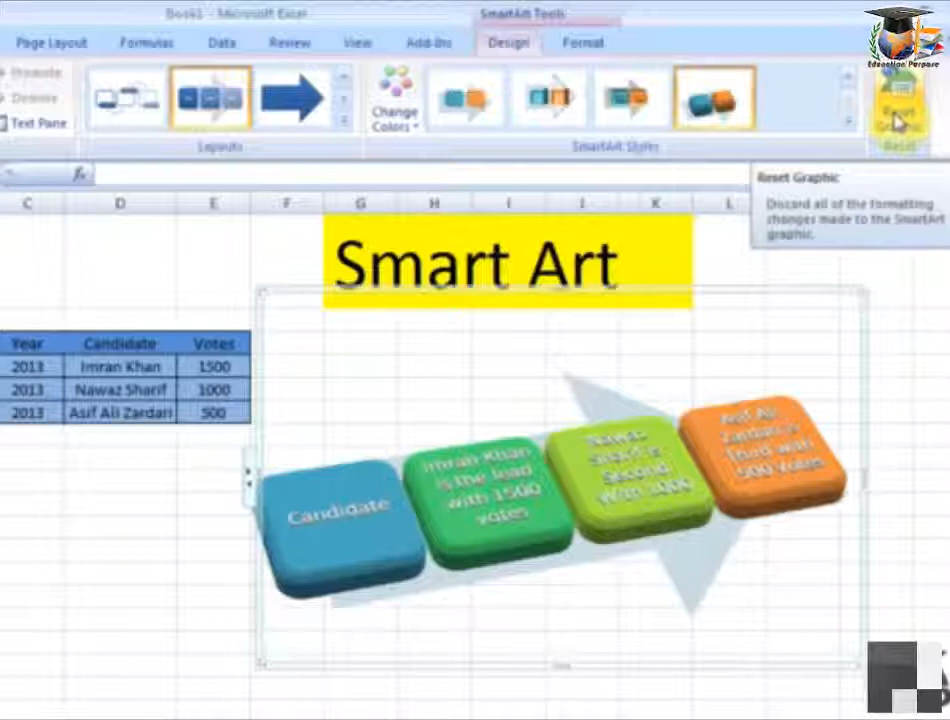 Book1 - Microsoft Excel
SmartArt Tools
Page Layout
Formulas
Data
Review
View
Add-Ins
Design
Format
Education Purpose
Promote
Demote
Text Pane
Change
Colors
Reset
Graphic
Layouts
SmartArt Styles
Reset
fx
Reset Graphic
Discard all of the formatting
changes made to the SmartArt
graphic.
C D E F G H I J K L
Smart Art
Year Candidate Votes
2013 Imran Khan 1500
2013 Nawaz Sharif 1000
2013 Asif Ali Zardari 500
Candidate
Imran Khan
is the lead
with 1500
votes
Nawaz
Sharif is
Second
With 1000
Asif Ali
Zardari is
Third with
500 Votes